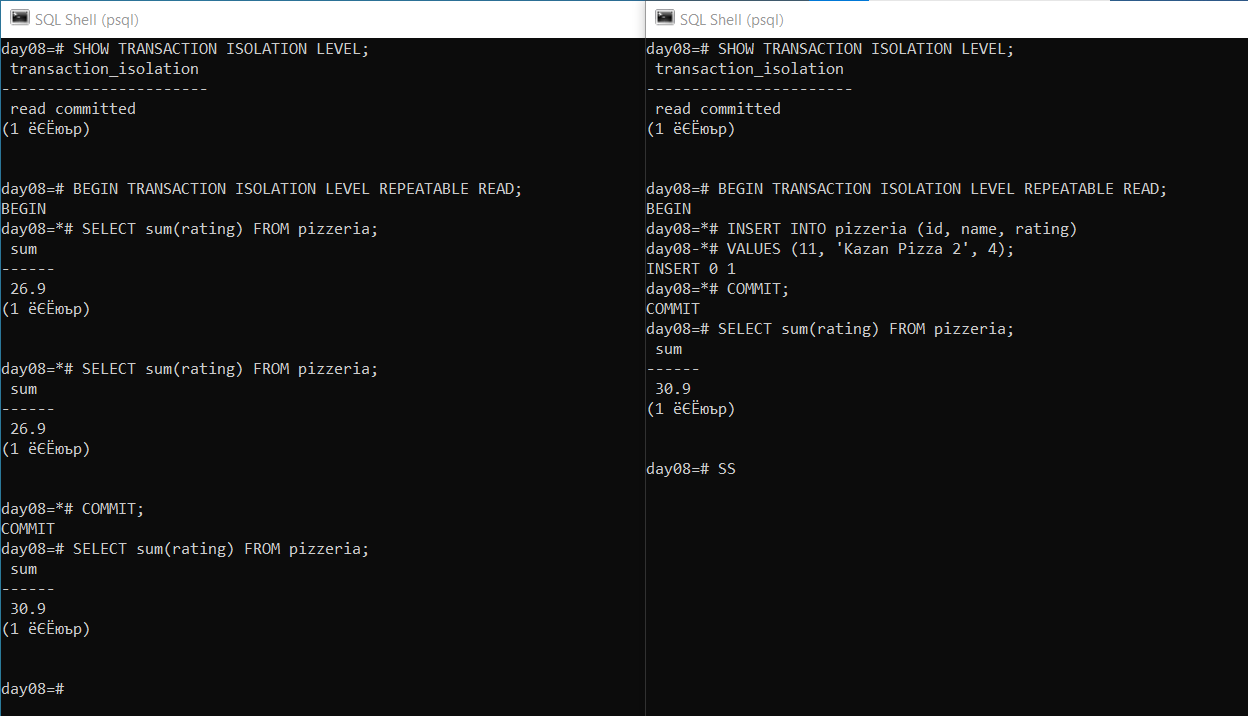 SQL Shell (psql)
day08=# SHOW TRANSACTION ISOLATION LEVEL;
 transaction_isolation
-----------------------
 read committed
(1 ёЄЁюър)
day08=# BEGIN TRANSACTION ISOLATION LEVEL REPEATABLE READ;
BEGIN
day08=*# SELECT sum(rating) FROM pizzeria;
 sum
------
 26.9
(1 ёЄЁюър)
day08=*# SELECT sum(rating) FROM pizzeria;
 sum
------
 26.9
(1 ёЄЁюър)
day08=*# COMMIT;
COMMIT
day08=# SELECT sum(rating) FROM pizzeria;
 sum
------
 30.9
(1 ёЄЁюър)
day08=#
SQL Shell (psql)
day08=# SHOW TRANSACTION ISOLATION LEVEL;
 transaction_isolation
-----------------------
 read committed
(1 ёЄЁюър)
day08=# BEGIN TRANSACTION ISOLATION LEVEL REPEATABLE READ;
BEGIN
day08=*# INSERT INTO pizzeria (id, name, rating)
day08-*# VALUES (11, 'Kazan Pizza 2', 4);
INSERT 0 1
day08=*# COMMIT;
COMMIT
day08=# SELECT sum(rating) FROM pizzeria;
 sum
------
 30.9
(1 ёЄЁюър)
day08=# SS